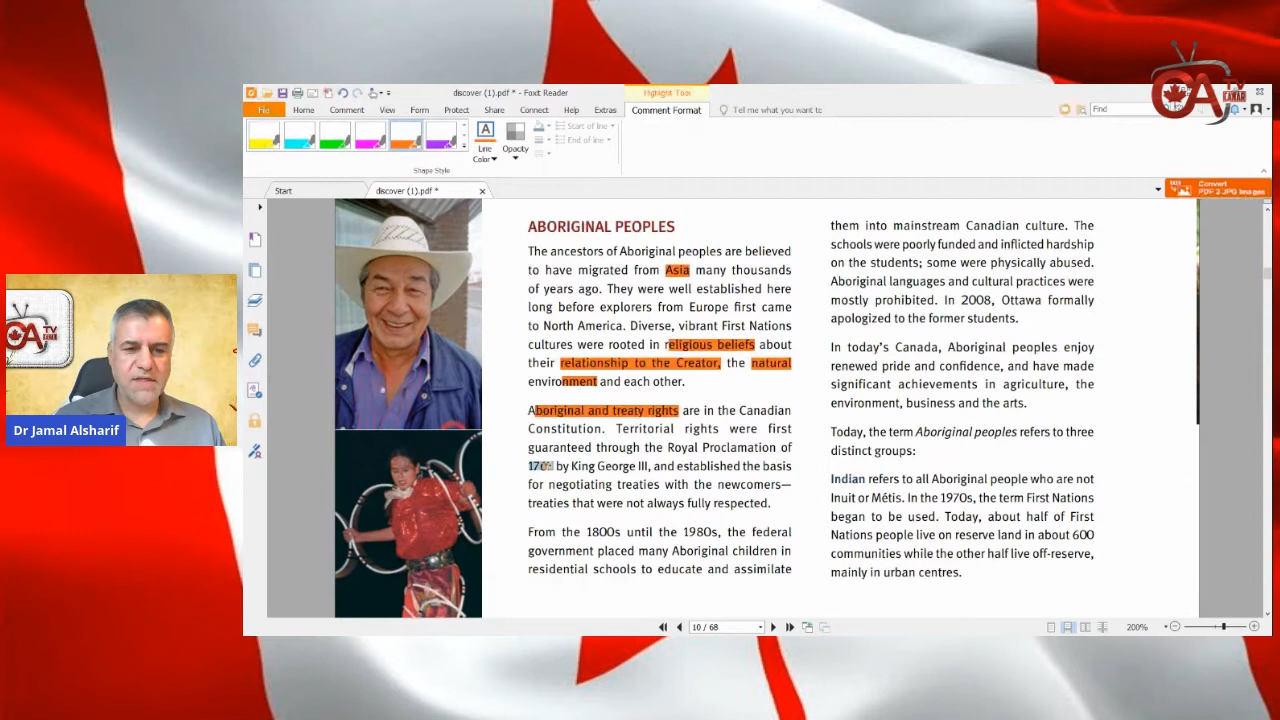 discover (1).pdf * - Foxit Reader
Highlight Tool
File
Home
Comment
View
Form
Protect
Share
Connect
Help
Extras
Comment Format
Tell me what you want to
Find
Line
Color
Opacity
Start of line
End of line
Shape Style
Start
discover (1).pdf *
Convert
PDF 2 JPG Images
TV
KANAR
ABORIGINAL PEOPLES
The ancestors of Aboriginal peoples are believed
to have migrated from Asia many thousands
of years ago. They were well established here
long before explorers from Europe first came
to North America. Diverse, vibrant First Nations
cultures were rooted in religious beliefs about
their relationship to the Creator, the natural
environment and each other.
Aboriginal and treaty rights are in the Canadian
Constitution. Territorial rights were first
guaranteed through the Royal Proclamation of
by King George III, and established the basis
for negotiating treaties with the newcomers—
treaties that were not always fully respected.
From the 1800s until the 1980s, the federal
government placed many Aboriginal children in
residential schools to educate and assimilate
them into mainstream Canadian culture. The
schools were poorly funded and inflicted hardship
on the students; some were physically abused.
Aboriginal languages and cultural practices were
mostly prohibited. In 2008, Ottawa formally
apologized to the former students.
In today's Canada, Aboriginal peoples enjoy
renewed pride and confidence, and have made
significant achievements in agriculture, the
environment, business and the arts.
Today, the term Aboriginal peoples refers to three
distinct groups:
Indian refers to all Aboriginal people who are not
Inuit or Métis. In the 1970s, the term First Nations
began to be used. Today, about half of First
Nations people live on reserve land in about 600
communities while the other half live off-reserve,
mainly in urban centres.
10 / 68
200%
TV
Dr Jamal Alsharif